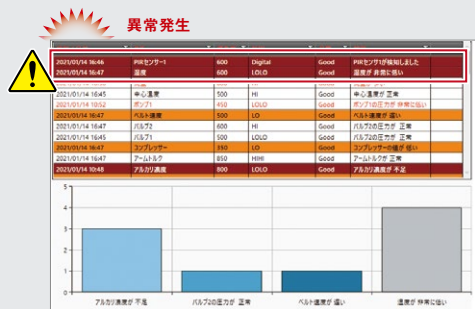 異常発生
2021/01/14 16:46 PIRセンサー1 600 Digital Good PIRセンサ1が検知しました
2021/01/14 16:47 温度 600 LOLO Good 温度が 非常に低い
2021/01/14 16:45 中心温度 500 HI Good 中心温度が 正常
2021/01/14 10:52 ポンプ1 450 LOLO Good ポンプ1の圧力が 非常に低い
2021/01/14 16:47 ベルト速度 500 LO Good ベルト速度が 遅い
2021/01/14 16:47 バルブ2 600 HI Good バルブ2の圧力が 正常
2021/01/14 16:45 バルブ1 500 LOLO Good バルブ1の圧力が 正常
2021/01/14 16:47 コンプレッサー 350 LO Good コンプレッサーの値が 低い
2021/01/14 16:47 アームトルク 850 HIHI Good アームトルクが 正常
2021/01/14 10:48 アルカリ濃度 800 LOLO Good アルカリ濃度が 不足
5
4
3
2
1
0
アルカリ濃度が 不足 バルブ2の圧力が 正常 ベルト速度が 遅い 温度が 非常に低い